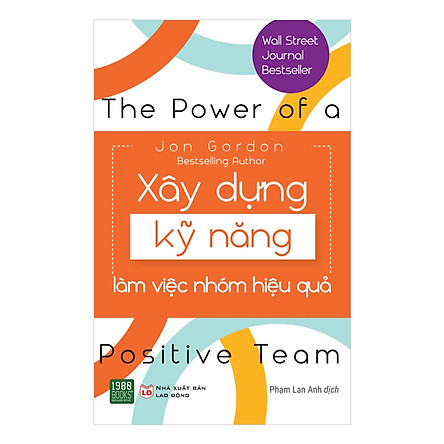 Wall Street
Journal
Bestseller
The Power of a
Jon Gordon
Bestselling Author
Xây dựng
kỹ năng
làm việc nhóm hiệu quả
Positive Team
1980
BOOKS
LĐ
NHÀ XUẤT BẢN
LAO ĐỘNG
Phạm Lan Anh dịch